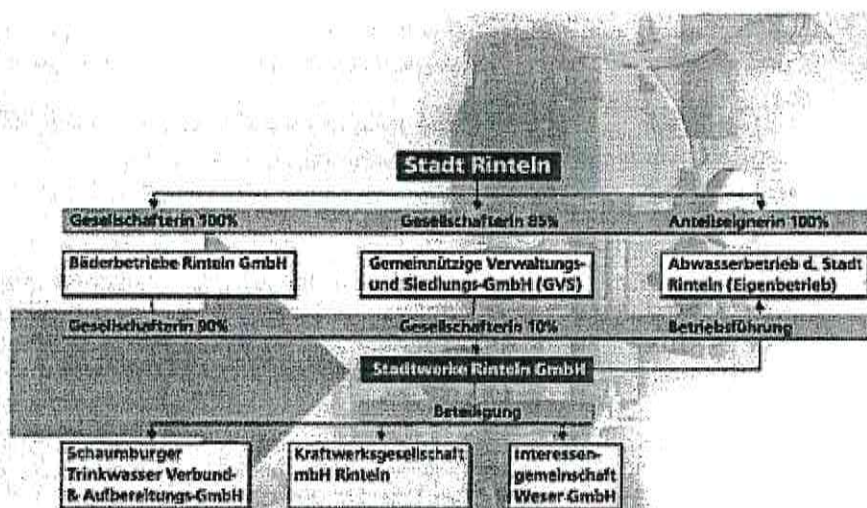 Stadt Rinteln
Gesellschafterin 100%
Gesellschafterin 85%
Anteilseignerin 100%
Bäderbetriebe Rinteln GmbH
Gemeinnützige Verwaltungs-
und Siedlungs-GmbH (GVS)
Abwasserbetrieb d. Stadt
Rinteln (Eigenbetrieb)
Gesellschafterin 90%
Gesellschafterin 10%
Betriebsführung
Stadtwerke Rinteln GmbH
Beteiligung
Schaumburger
Trinkwasser Verbund-
& Aufbereitungs-GmbH
Kraftwerksgesellschaft
mbH Rinteln
Interessen-
gemeinschaft
Weser-GmbH